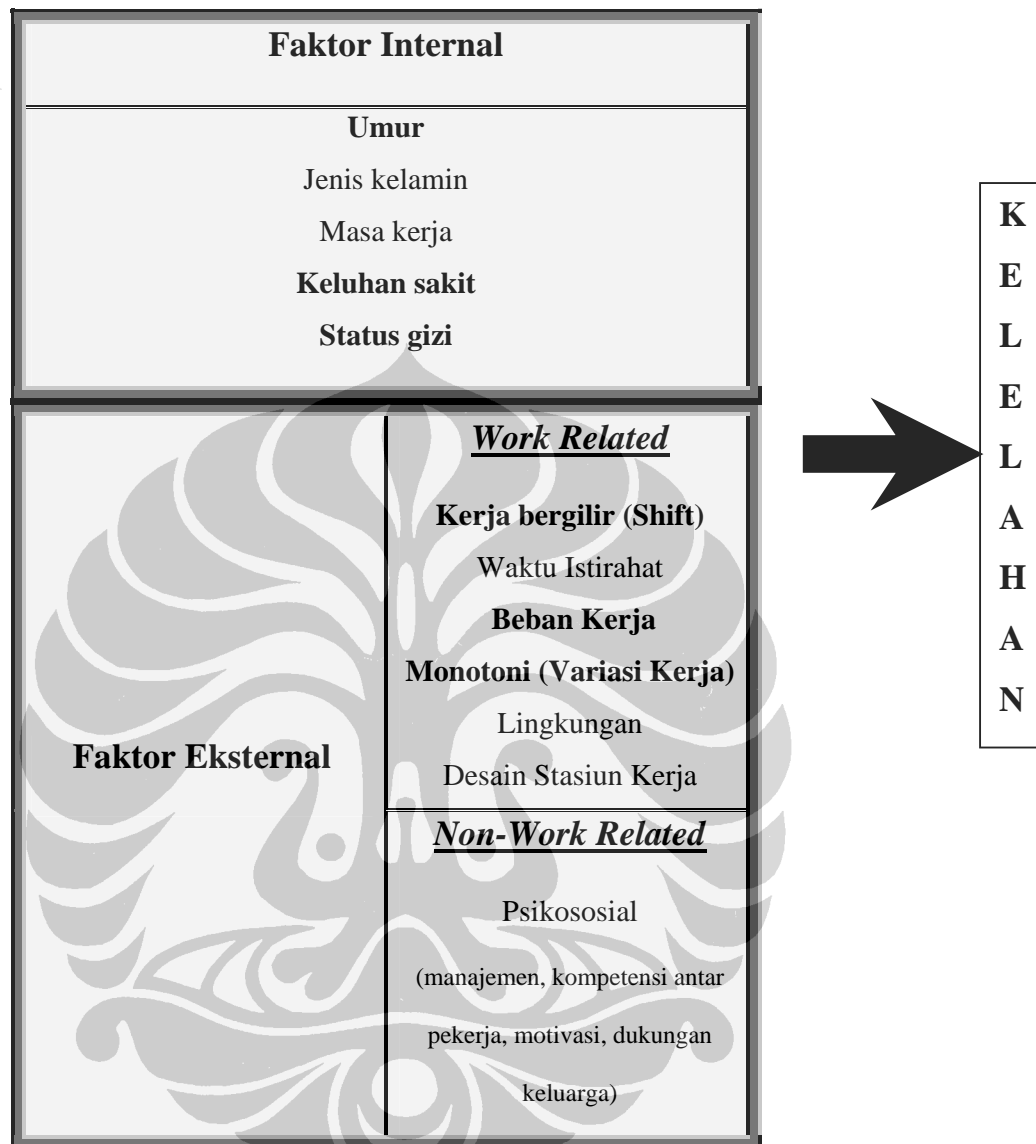 Faktor Internal
Umur
Jenis kelamin
Masa kerja
Keluhan sakit
Status gizi
Faktor Eksternal
Work Related
Kerja bergilir (Shift)
Waktu Istirahat
Beban Kerja
Monotoni (Variasi Kerja)
Lingkungan
Desain Stasiun Kerja
Non-Work Related
Psikososial
(manajemen, kompetensi antar
pekerja, motivasi, dukungan
keluarga)
K
E
L
E
L
A
H
A
N